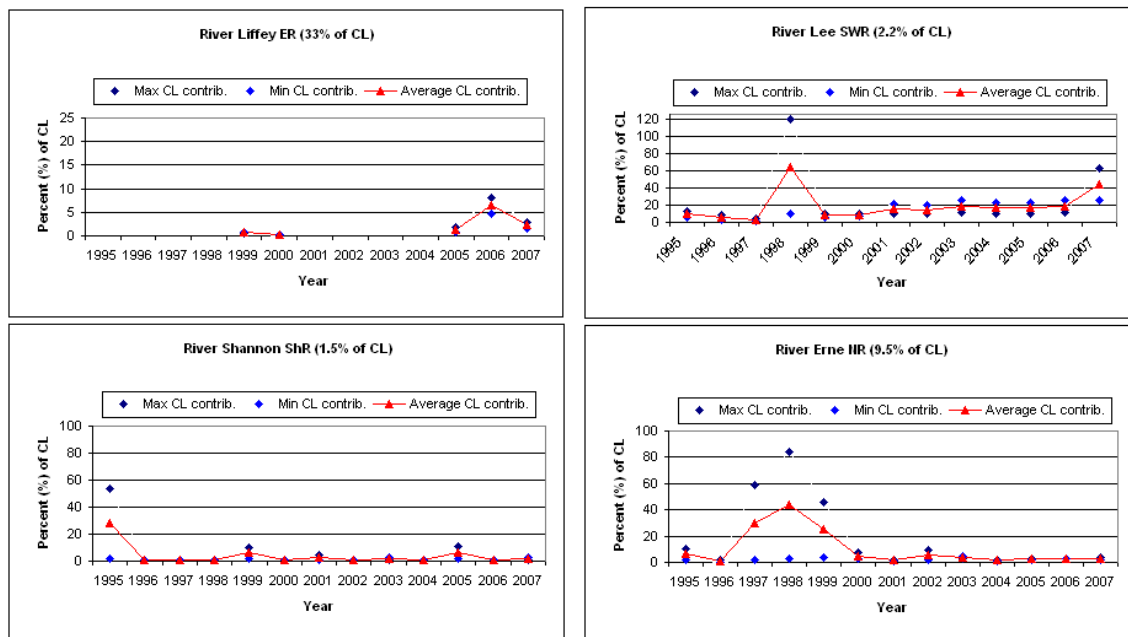 River Liffey ER (33% of CL)
Max CL contrib. Min CL contrib. Average CL contrib.
Percent (%) of CL
25
20
15
10
5
0
1995 1996 1997 1998 1999 2000 2001 2002 2003 2004 2005 2006 2007
Year
River Lee SWR (2.2% of CL)
Max CL contrib. Min CL contrib. Average CL contrib.
Percent (%) of CL
120
100
80
60
40
20
0
1995 1996 1997 1998 1999 2000 2001 2002 2003 2004 2005 2006 2007
Year
River Shannon ShR (1.5% of CL)
Max CL contrib. Min CL contrib. Average CL contrib.
Percent (%) of CL
100
80
60
40
20
0
1995 1996 1997 1998 1999 2000 2001 2002 2003 2004 2005 2006 2007
Year
River Erne NR (9.5% of CL)
Max CL contrib. Min CL contrib. Average CL contrib.
Percent (%) of CL
100
80
60
40
20
0
1995 1996 1997 1998 1999 2000 2001 2002 2003 2004 2005 2006 2007
Year